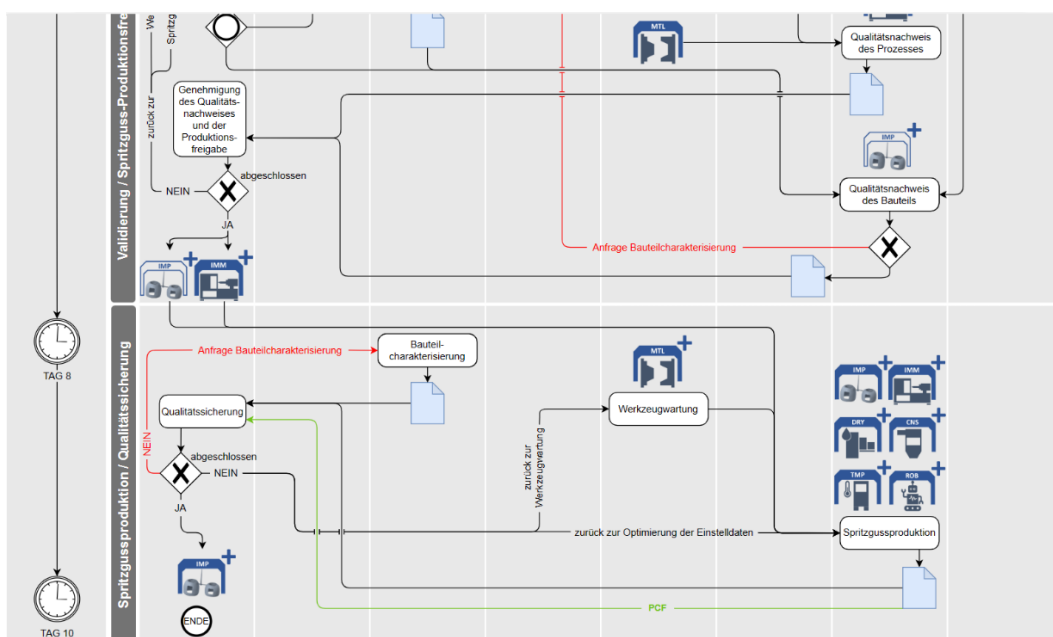 Validierung / Spritzguss-Produktionsfre
zurück zur
We
Spritzg
MTL
Qualitätsnachweis
des Prozesses
Genehmigung
des Qualitäts-
nachweises
und der
Produktions-
freigabe
IMP
abgeschlossen
NEIN
JA
Qualitätsnachweis
des Bauteils
Anfrage Bauteilcharakterisierung
IMP
IMM
TAG 8
Spritzgussproduktion / Qualitätssicherung
Anfrage Bauteilcharakterisierung
Bauteil-
charakterisierung
MTL
IMP
IMM
Qualitätssicherung
Werkzeugwartung
DRY
CNS
NEIN
abgeschlossen
NEIN
zurück zur
Werkzeugwartung
TMP
ROB
JA
zurück zur Optimierung der Einstelldaten
Spritzgussproduktion
IMP
PCF
ENDE
TAG 10